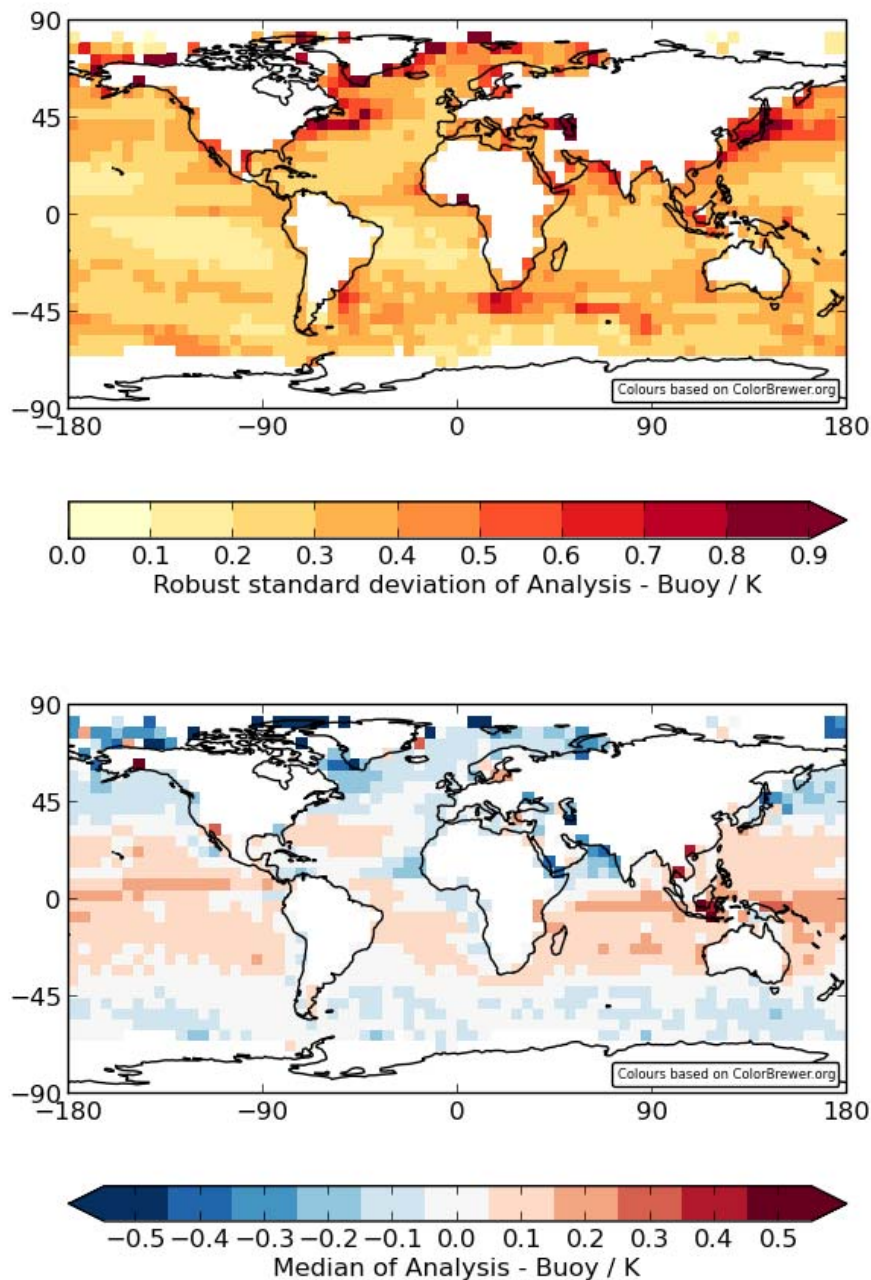 90
45
0
−45
−90
−180 −90 0 90 180
Colours based on ColorBrewer.org
0.0 0.1 0.2 0.3 0.4 0.5 0.6 0.7 0.8 0.9
Robust standard deviation of Analysis - Buoy / K
90
45
0
−45
−90
−180 −90 0 90 180
Colours based on ColorBrewer.org
−0.5 −0.4 −0.3 −0.2 −0.1 0.0 0.1 0.2 0.3 0.4 0.5
Median of Analysis - Buoy / K